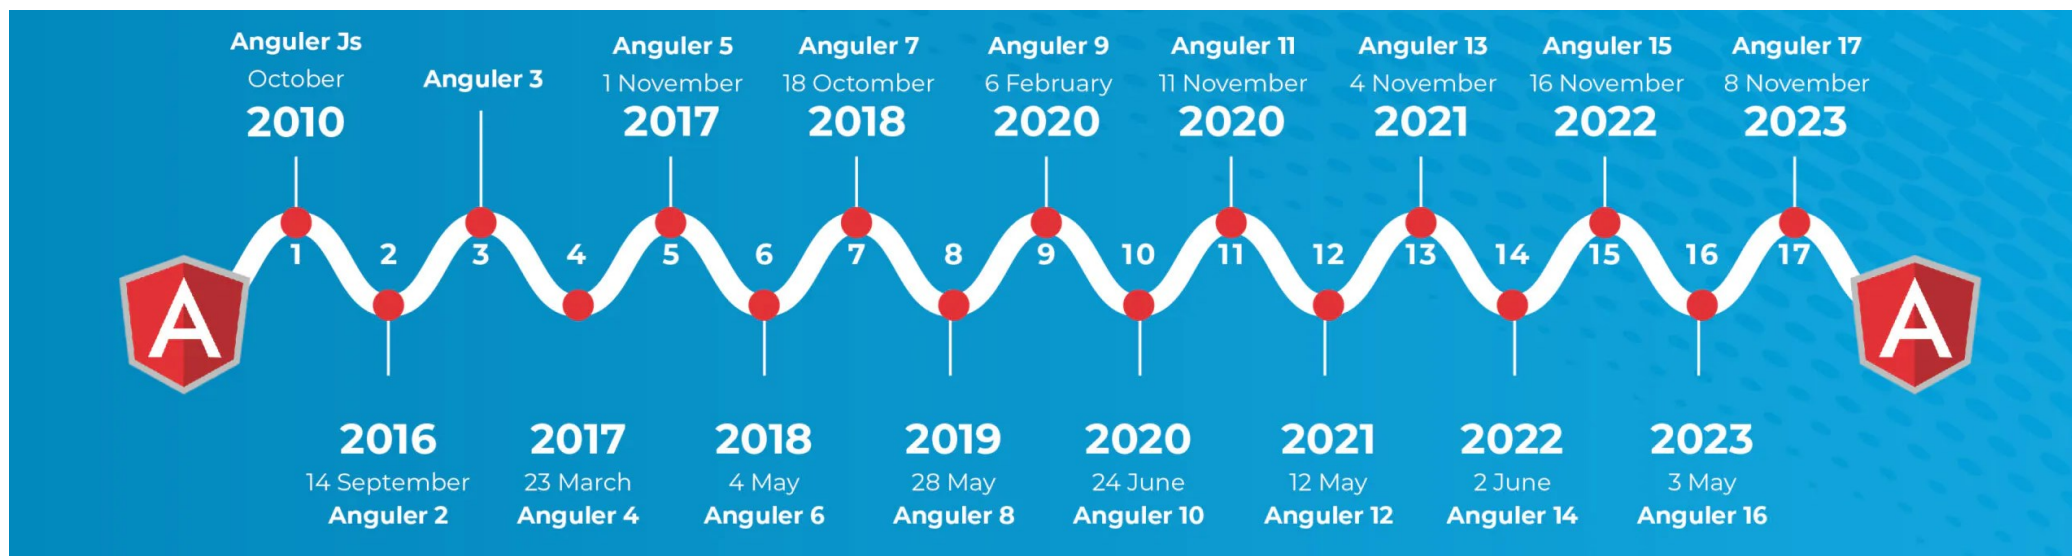 Anguler Js
October
2010
Anguler 3
Anguler 5
1 November
2017
Anguler 7
18 Octomber
2018
Anguler 9
6 February
2020
Anguler 11
11 November
2020
Anguler 13
4 November
2021
Anguler 15
16 November
2022
Anguler 17
8 November
2023
1 2 3 4 5 6 7 8 9 10 11 12 13 14 15 16 17
A
A
2016
14 September
Anguler 2
2017
23 March
Anguler 4
2018
4 May
Anguler 6
2019
28 May
Anguler 8
2020
24 June
Anguler 10
2021
12 May
Anguler 12
2022
2 June
Anguler 14
2023
3 May
Anguler 16